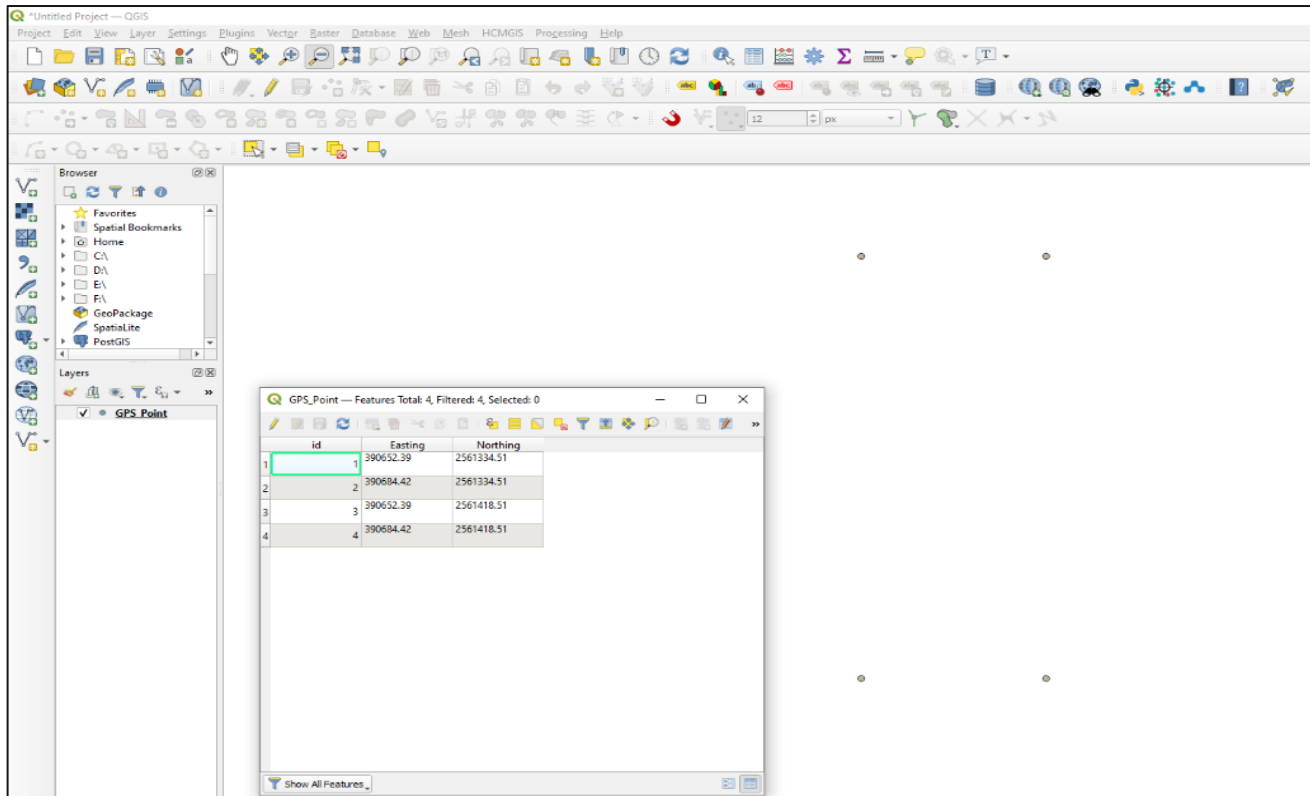 *Untitled Project — QGIS
Project Edit View Layer Settings Plugins Vector Raster Database Web Mesh HCMGIS Processing Help
12 px
Browser
Favorites
Spatial Bookmarks
Home
C:\
D:\
E:\
F:\
GeoPackage
SpatiaLite
PostGIS
Layers
GPS_Point
GPS_Point — Features Total: 4, Filtered: 4, Selected: 0
id Easting Northing
1 1 390652.39 2561334.51
2 2 390684.42 2561334.51
3 3 390652.39 2561418.51
4 4 390684.42 2561418.51
Show All Features